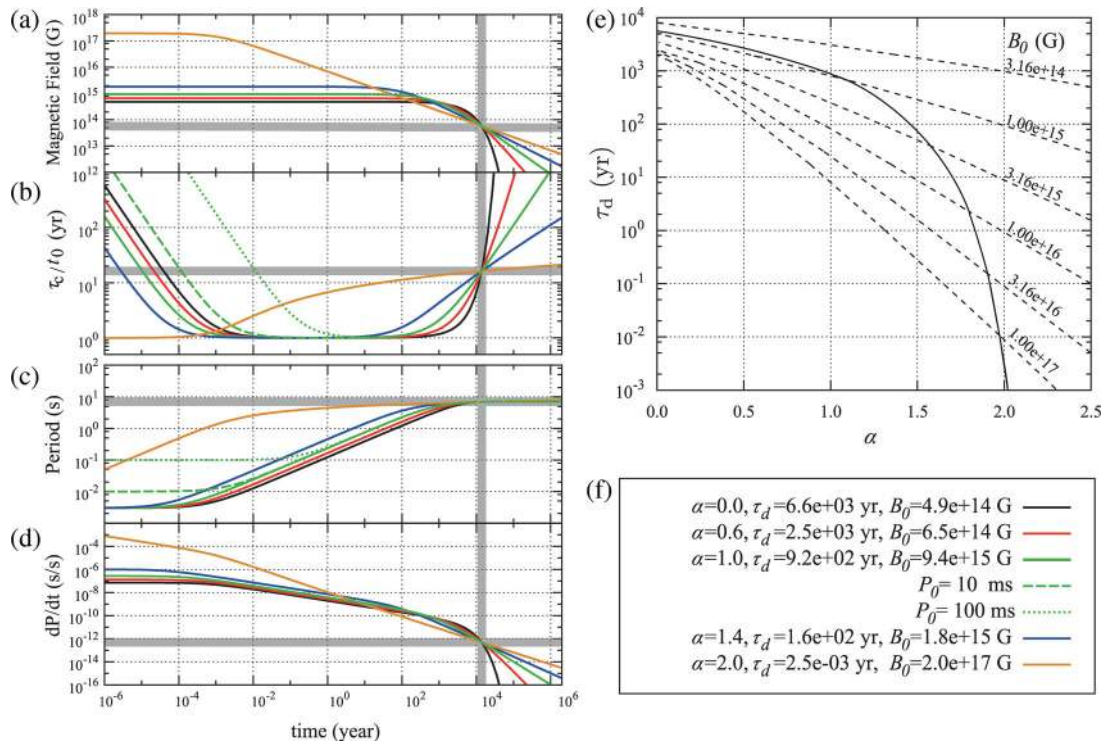 (a)
10^18
10^17
10^16
10^15
10^14
10^13
10^12
Magnetic Field (G)
(b)
10^2
10^1
10^0
τc/t0 (yr)
(c)
10^2
10^1
10^0
10^-1
10^-2
10^-3
Period (s)
(d)
10^-4
10^-6
10^-8
10^-10
10^-12
10^-14
10^-16
dP/dt (s/s)
10^-6 10^-4 10^-2 10^0 10^2 10^4 10^6
time (year)
(e)
10^4
10^3
10^2
10^1
10^0
10^-1
10^-2
10^-3
τd (yr)
B0 (G)
3.16e+14
1.00e+15
3.16e+15
1.00e+16
3.16e+16
1.00e+17
0.0 0.5 1.0 1.5 2.0 2.5
α
(f)
α=0.0, τd=6.6e+03 yr, B0=4.9e+14 G
α=0.6, τd=2.5e+03 yr, B0=6.5e+14 G
α=1.0, τd=9.2e+02 yr, B0=9.4e+15 G
P0= 10 ms
P0= 100 ms
α=1.4, τd=1.6e+02 yr, B0=1.8e+15 G
α=2.0, τd=2.5e-03 yr, B0=2.0e+17 G